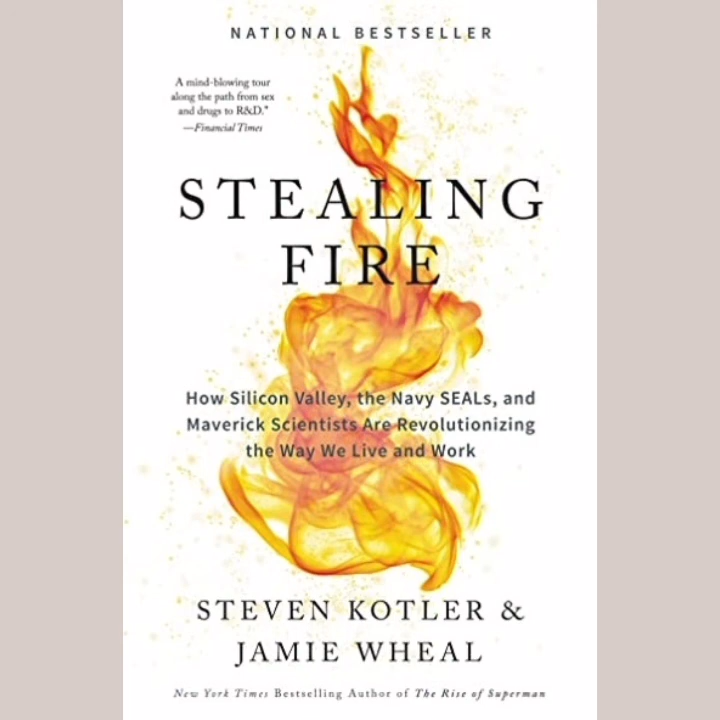 NATIONAL BESTSELLER
A mind-blowing tour
along the path from sex
and drugs to R&D."
—Financial Times
STEALING
FIRE
How Silicon Valley, the Navy SEALs, and
Maverick Scientists Are Revolutionizing
the Way We Live and Work
STEVEN KOTLER &
JAMIE WHEAL
New York Times Bestselling Author of The Rise of Superman